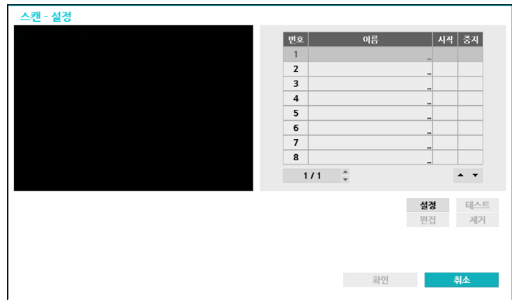 스캔 - 설정
번호 이름 시작 중지
1 ...
2 ...
3 ...
4 ...
5 ...
6 ...
7 ...
8 ...
1 / 1
설정 테스트
편집 제거
확인 취소